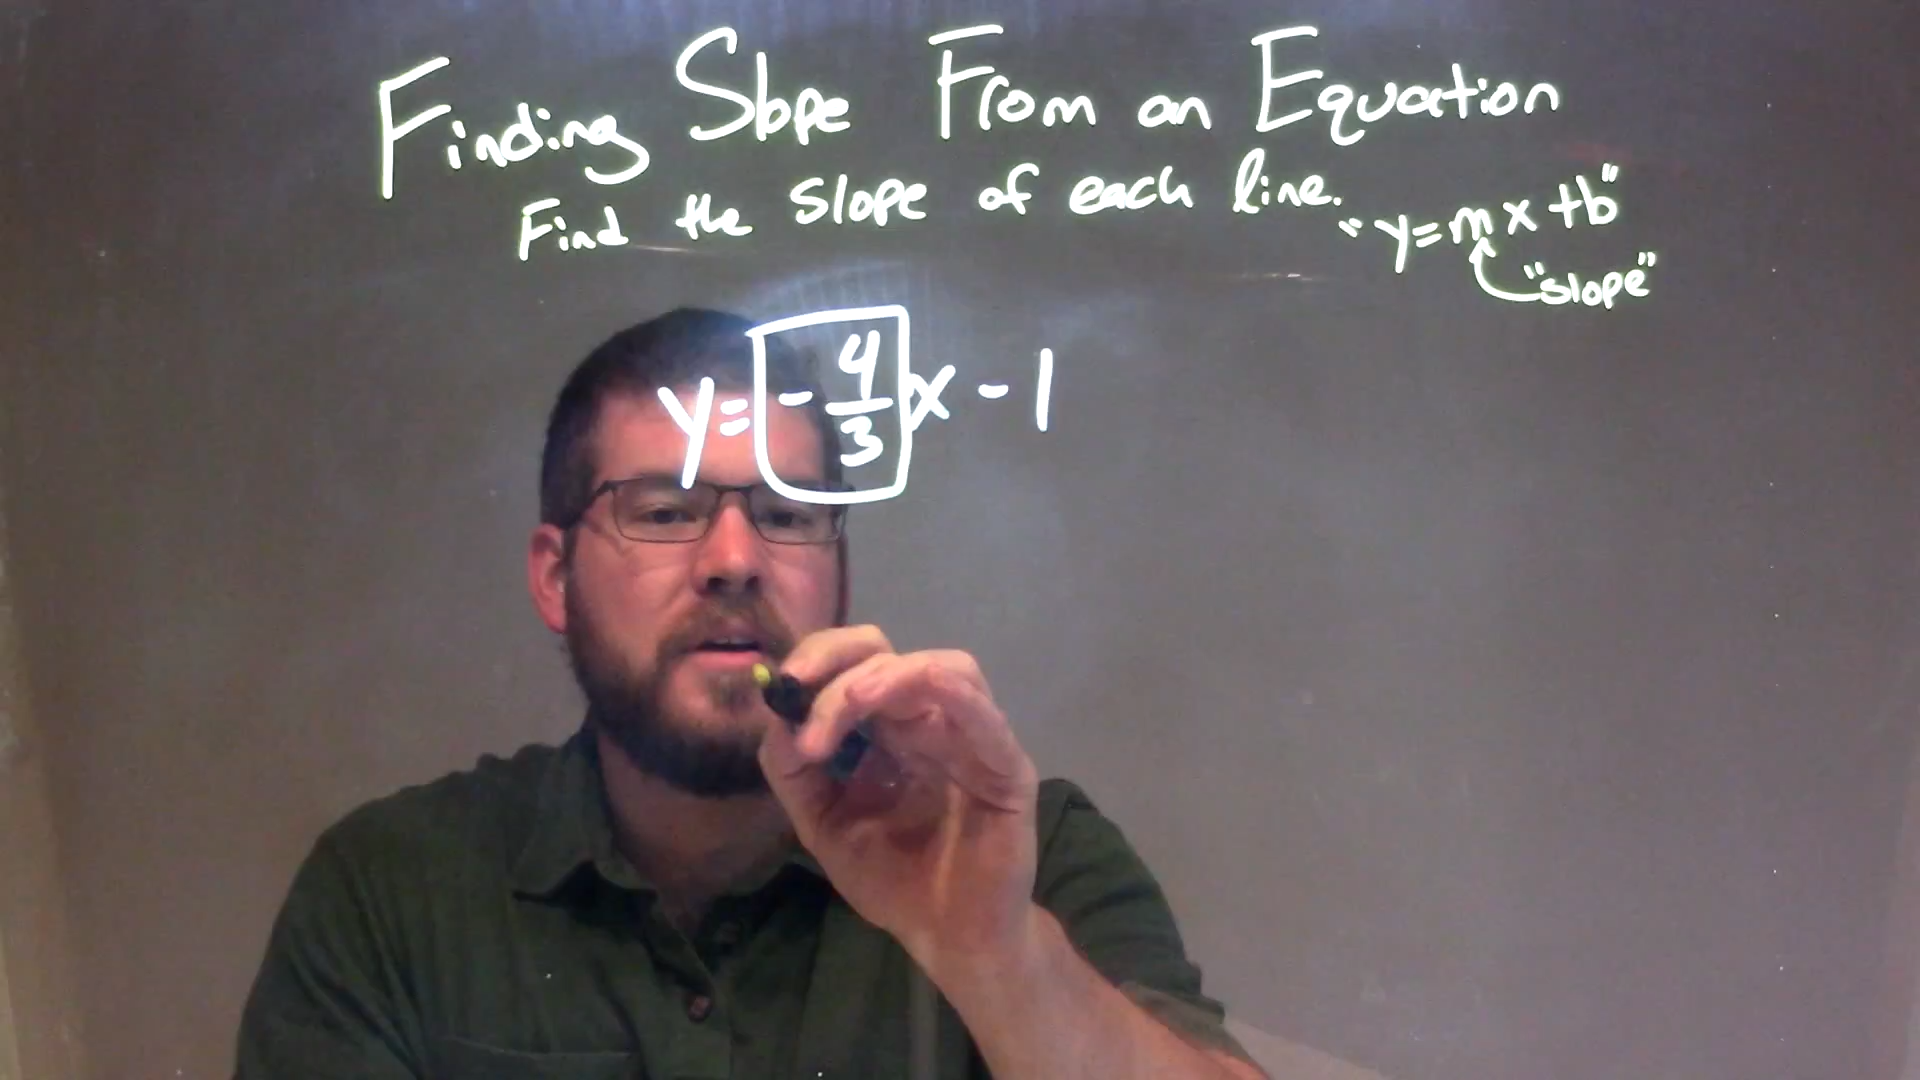 Finding Slope From an Equation
Find the slope of each line. "y=mx+b"
"slope"
y=-4/3x-1